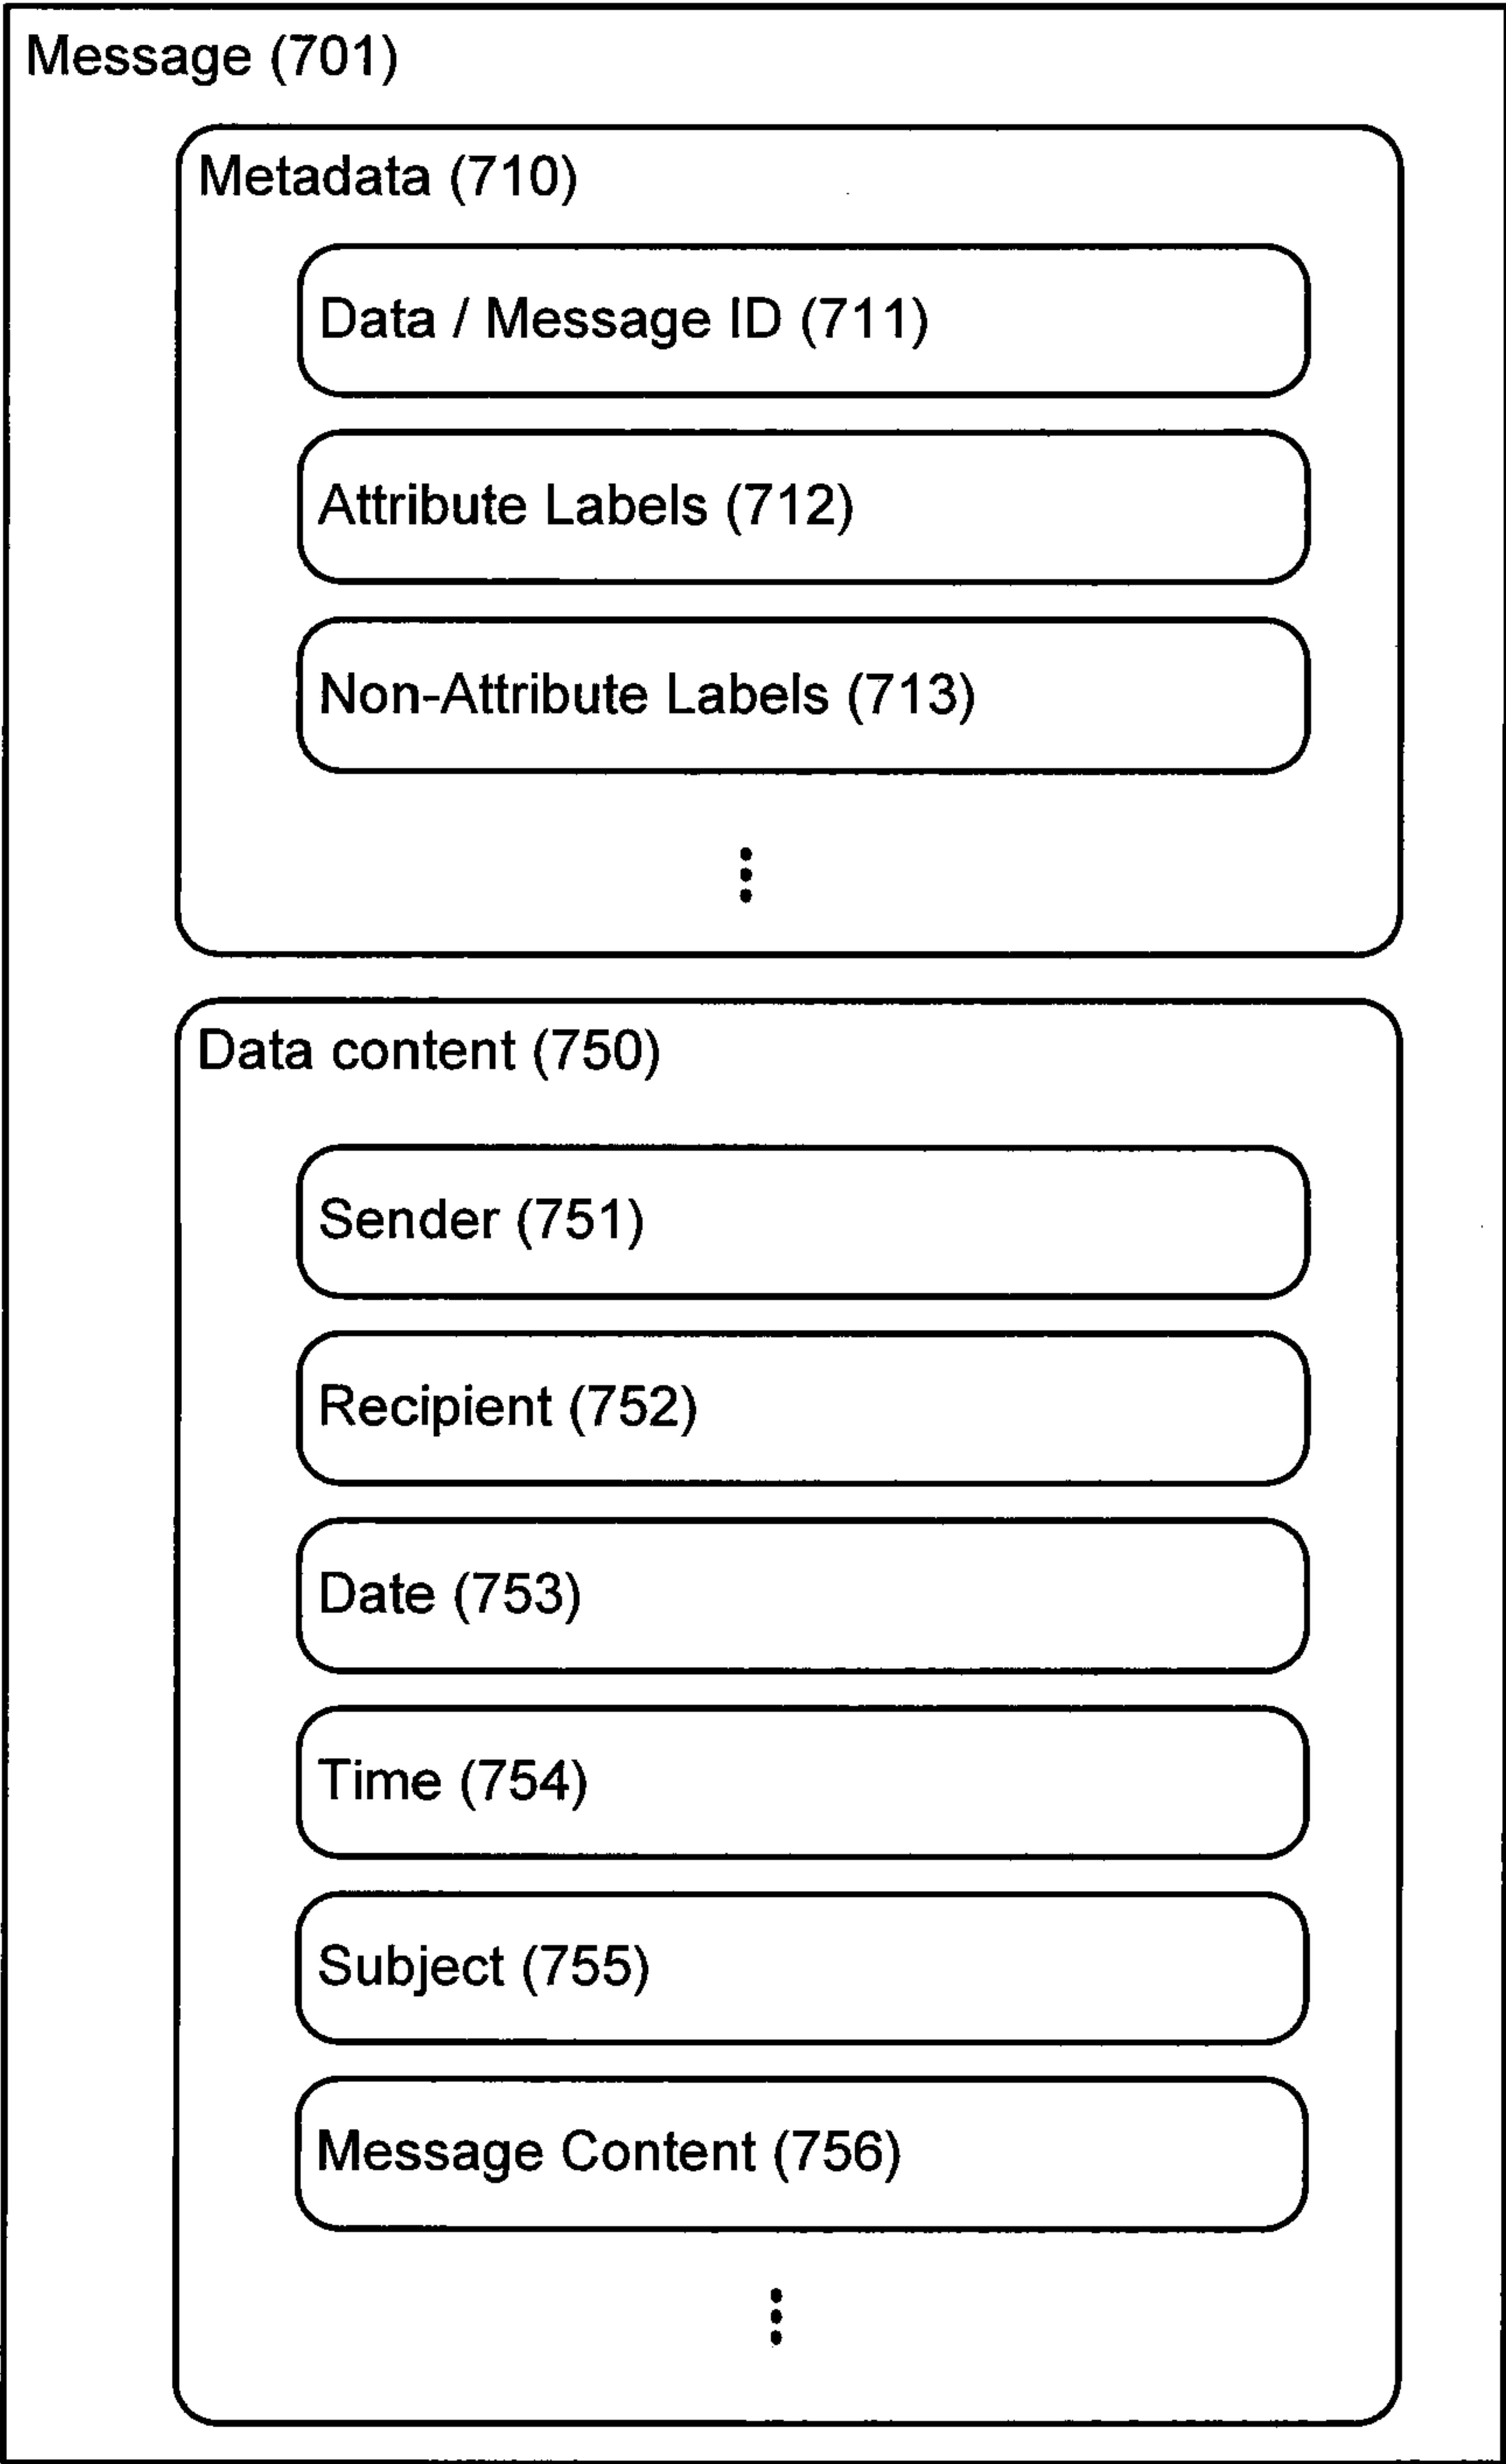 Message (701)
Metadata (710)
Data / Message ID (711)
Attribute Labels (712)
Non-Attribute Labels (713)
Data content (750)
Sender (751)
Recipient (752)
Date (753)
Time (754)
Subject (755)
Message Content (756)